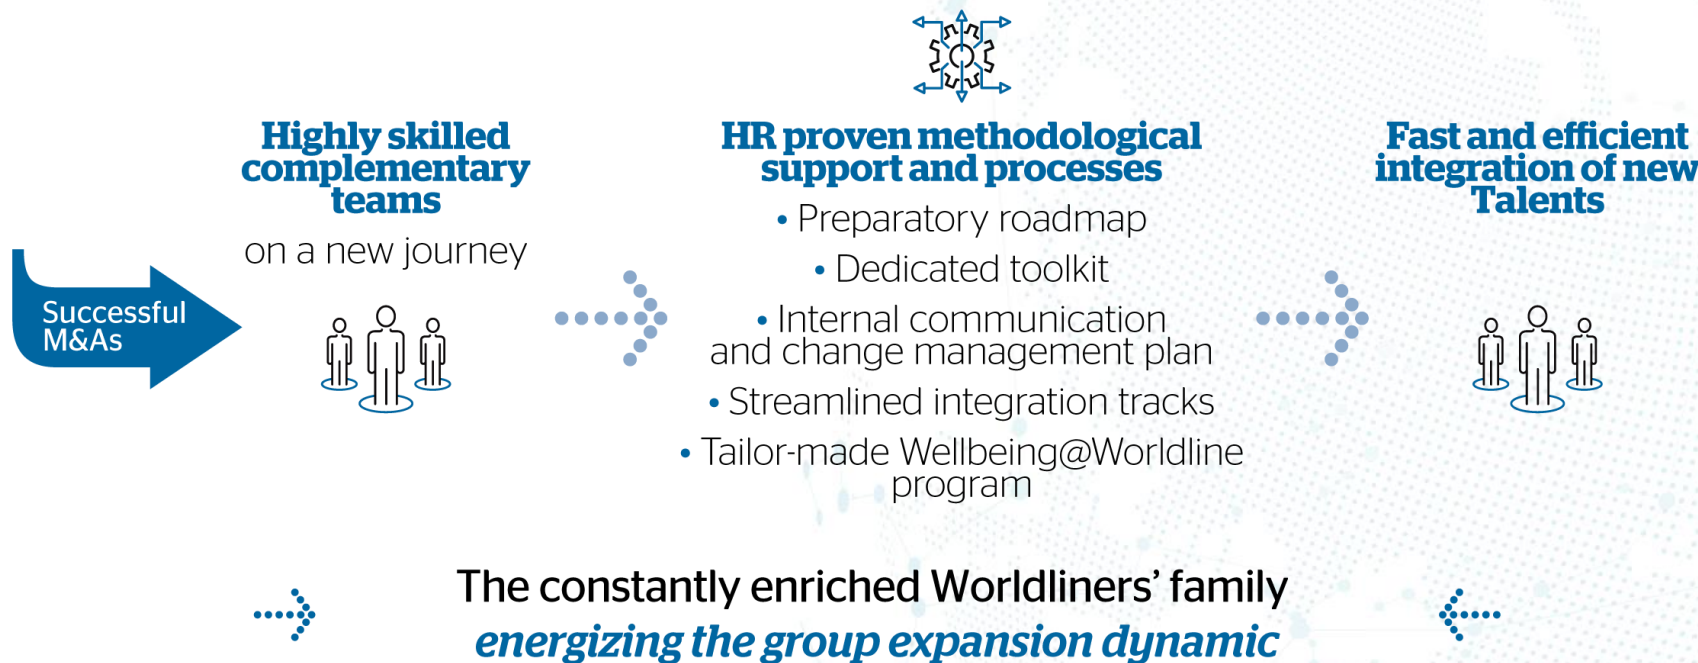 Successful
M&As
Highly skilled
complementary
teams
on a new journey
HR proven methodological
support and processes
• Preparatory roadmap
• Dedicated toolkit
• Internal communication
and change management plan
• Streamlined integration tracks
• Tailor-made Wellbeing@Worldline
program
Fast and efficient
integration of new
Talents
The constantly enriched Worldliners’ family
energizing the group expansion dynamic